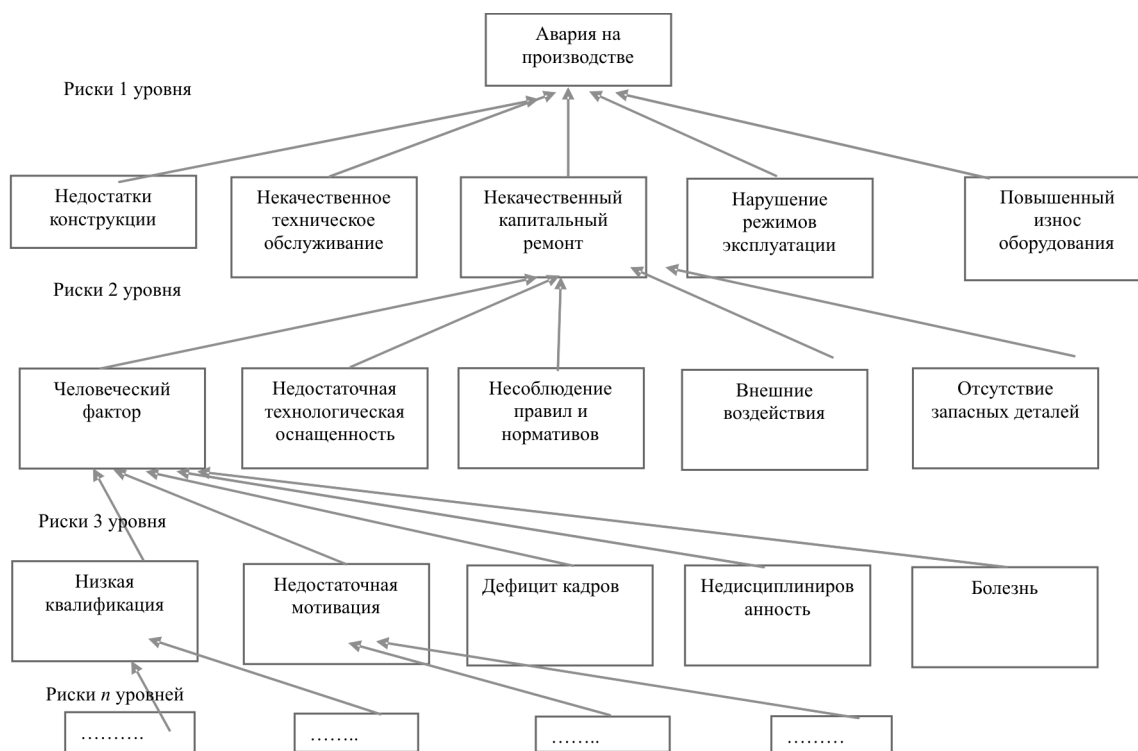 Авария на
производстве
Риски 1 уровня
Недостатки
конструкции
Некачественное
техническое
обслуживание
Некачественный
капитальный
ремонт
Нарушение
режимов
эксплуатации
Повышенный
износ
оборудования
Риски 2 уровня
Человеческий
фактор
Недостаточная
технологическая
оснащенность
Несоблюдение
правил и
нормативов
Внешние
воздействия
Отсутствие
запасных деталей
Риски 3 уровня
Низкая
квалификация
Недостаточная
мотивация
Дефицит кадров
Недисциплиниров
анность
Болезнь
Риски n уровней
……….
……..
……..
………